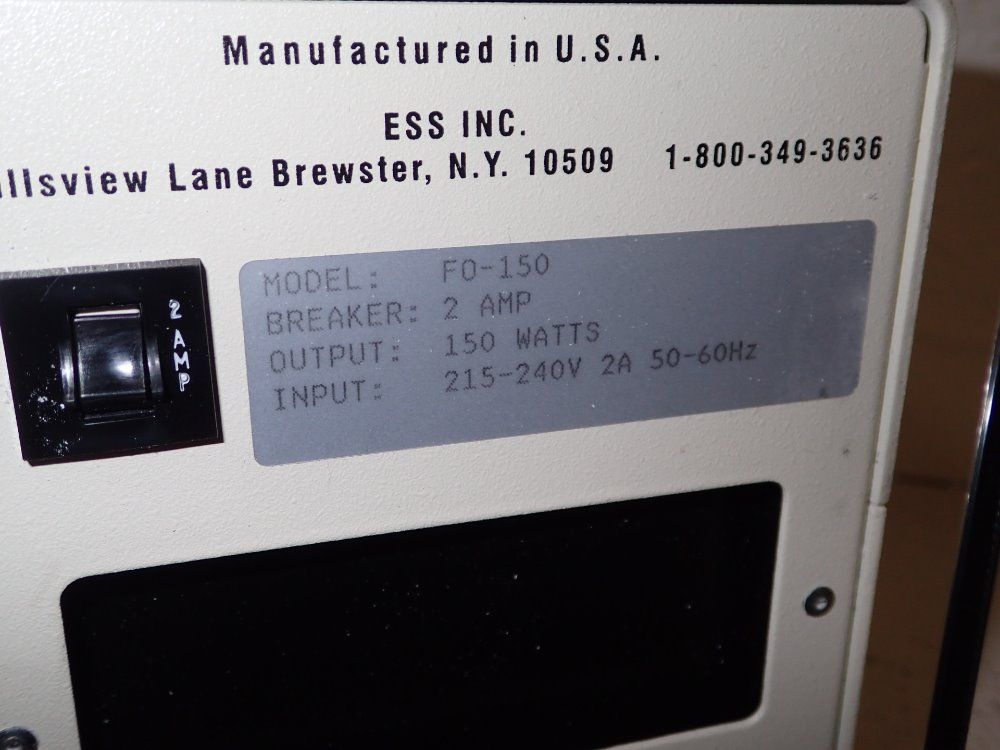 Manufactured in U.S.A.
ESS INC.
llsview Lane Brewster, N.Y. 10509 1-800-349-3636
2 AMP
MODEL: FO-150
BREAKER: 2 AMP
OUTPUT: 150 WATTS
INPUT: 215-240V 2A 50-60Hz